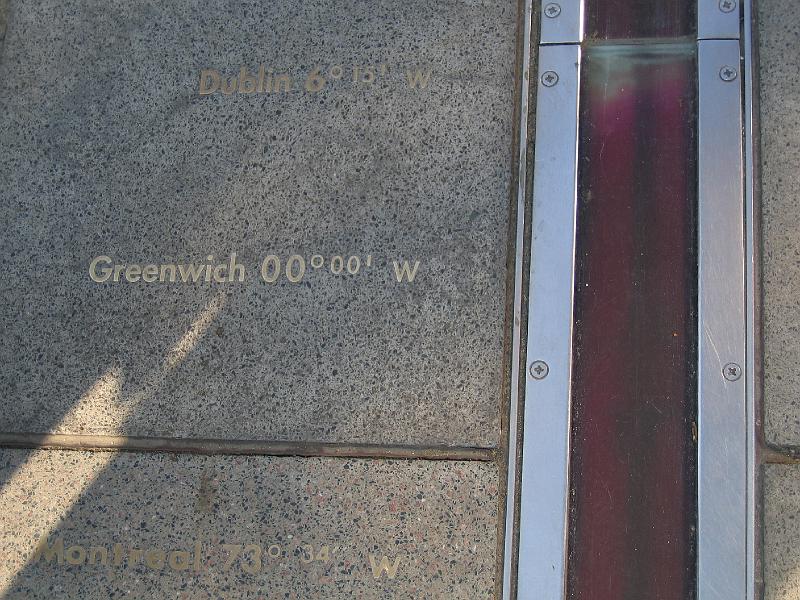 Dublin 6° 15' W
Greenwich 00° 00' W
Montreal 73° 34' W